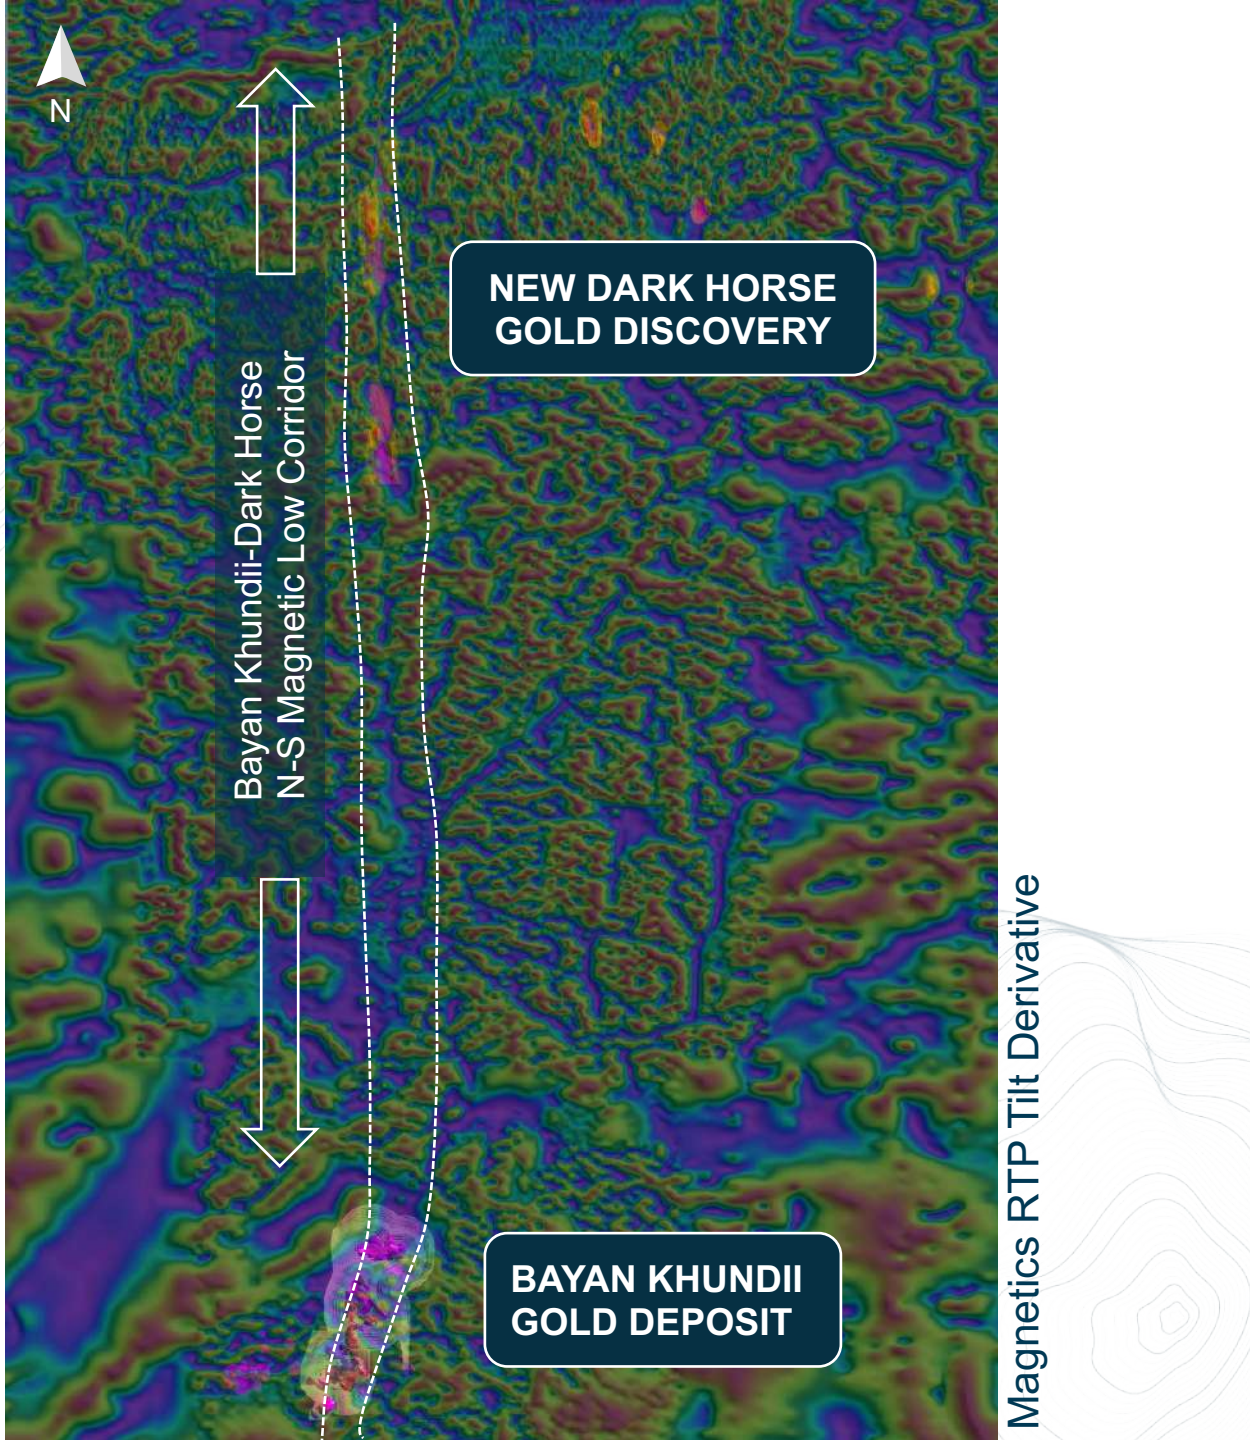 N
NEW DARK HORSE
GOLD DISCOVERY
Bayan Khundii-Dark Horse
N-S Magnetic Low Corridor
BAYAN KHUNDII
GOLD DEPOSIT
Magnetics RTP Tilt Derivative